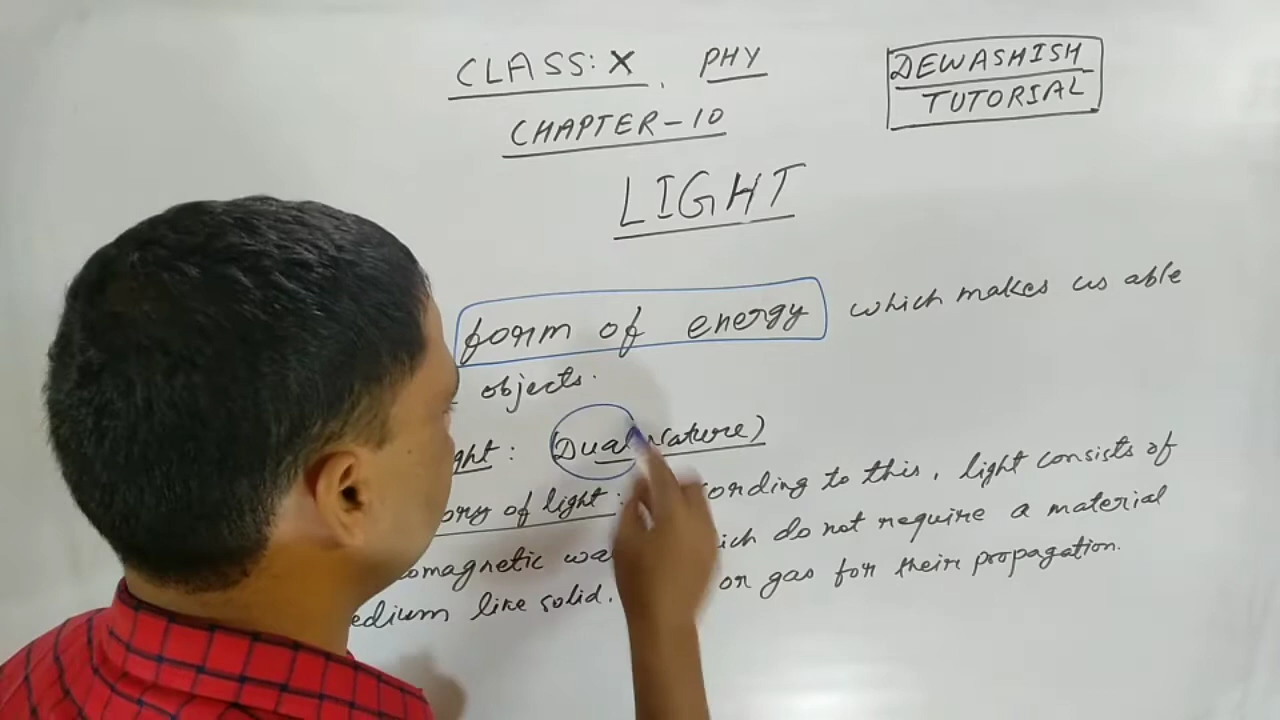 CLASS: X, PHY
CHAPTER-10
DEWASHISH
TUTORIAL
LIGHT
form of energy which makes us able
objects.
ght: (Dual Nature)
ory of light: ording to this, light consists of
omagnetic wa ich do not require a material
edium like solid, or gas for their propagation.